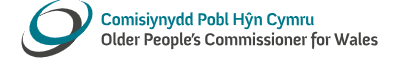 Comisiynydd Pobl Hŷn Cymru
Older People's Commissioner for Wales